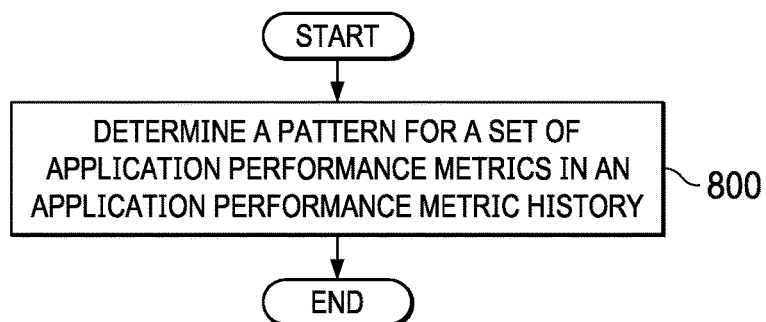 START
DETERMINE A PATTERN FOR A SET OF
APPLICATION PERFORMANCE METRICS IN AN
APPLICATION PERFORMANCE METRIC HISTORY
800
END